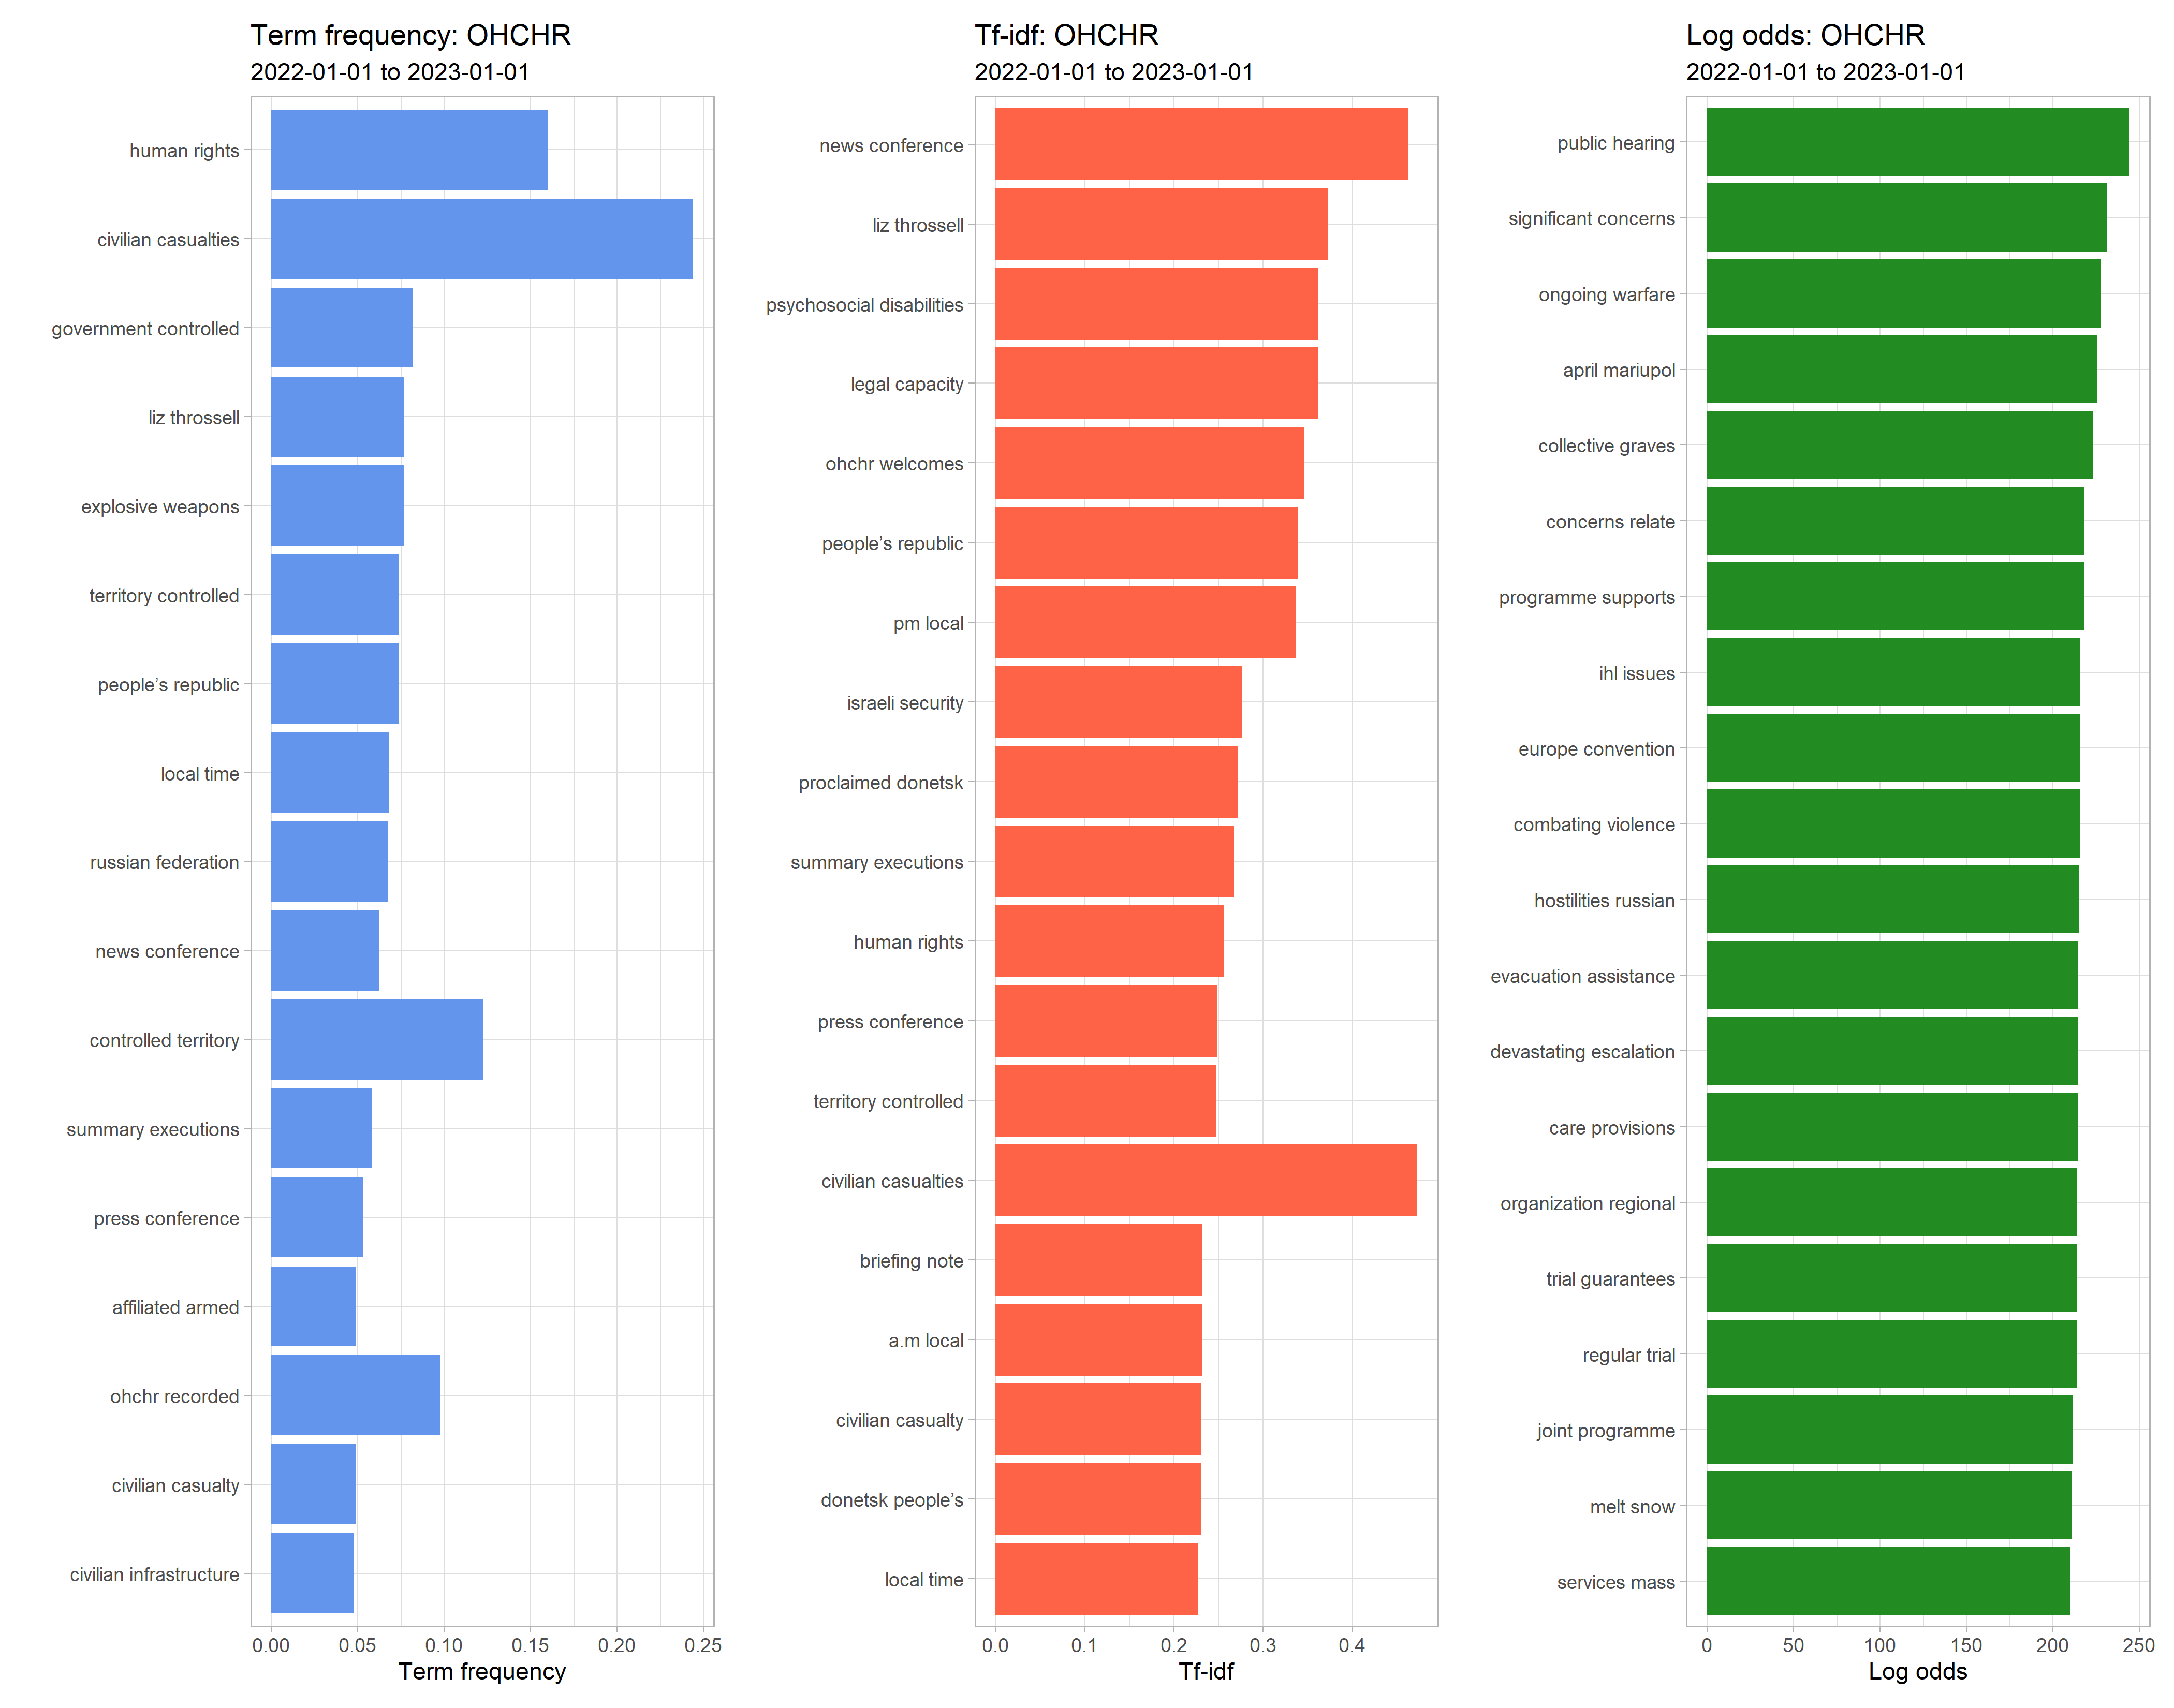 Term frequency: OHCHR
2022-01-01 to 2023-01-01
human rights
civilian casualties
government controlled
liz throssell
explosive weapons
territory controlled
people’s republic
local time
russian federation
news conference
controlled territory
summary executions
press conference
affiliated armed
ohchr recorded
civilian casualty
civilian infrastructure
0.00 0.05 0.10 0.15 0.20 0.25
Term frequency
Tf-idf: OHCHR
2022-01-01 to 2023-01-01
news conference
liz throssell
psychosocial disabilities
legal capacity
ohchr welcomes
people’s republic
pm local
israeli security
proclaimed donetsk
summary executions
human rights
press conference
territory controlled
civilian casualties
briefing note
a.m local
civilian casualty
donetsk people’s
local time
0.0 0.1 0.2 0.3 0.4
Tf-idf
Log odds: OHCHR
2022-01-01 to 2023-01-01
public hearing
significant concerns
ongoing warfare
april mariupol
collective graves
concerns relate
programme supports
ihl issues
europe convention
combating violence
hostilities russian
evacuation assistance
devastating escalation
care provisions
organization regional
trial guarantees
regular trial
joint programme
melt snow
services mass
0 50 100 150 200 250
Log odds